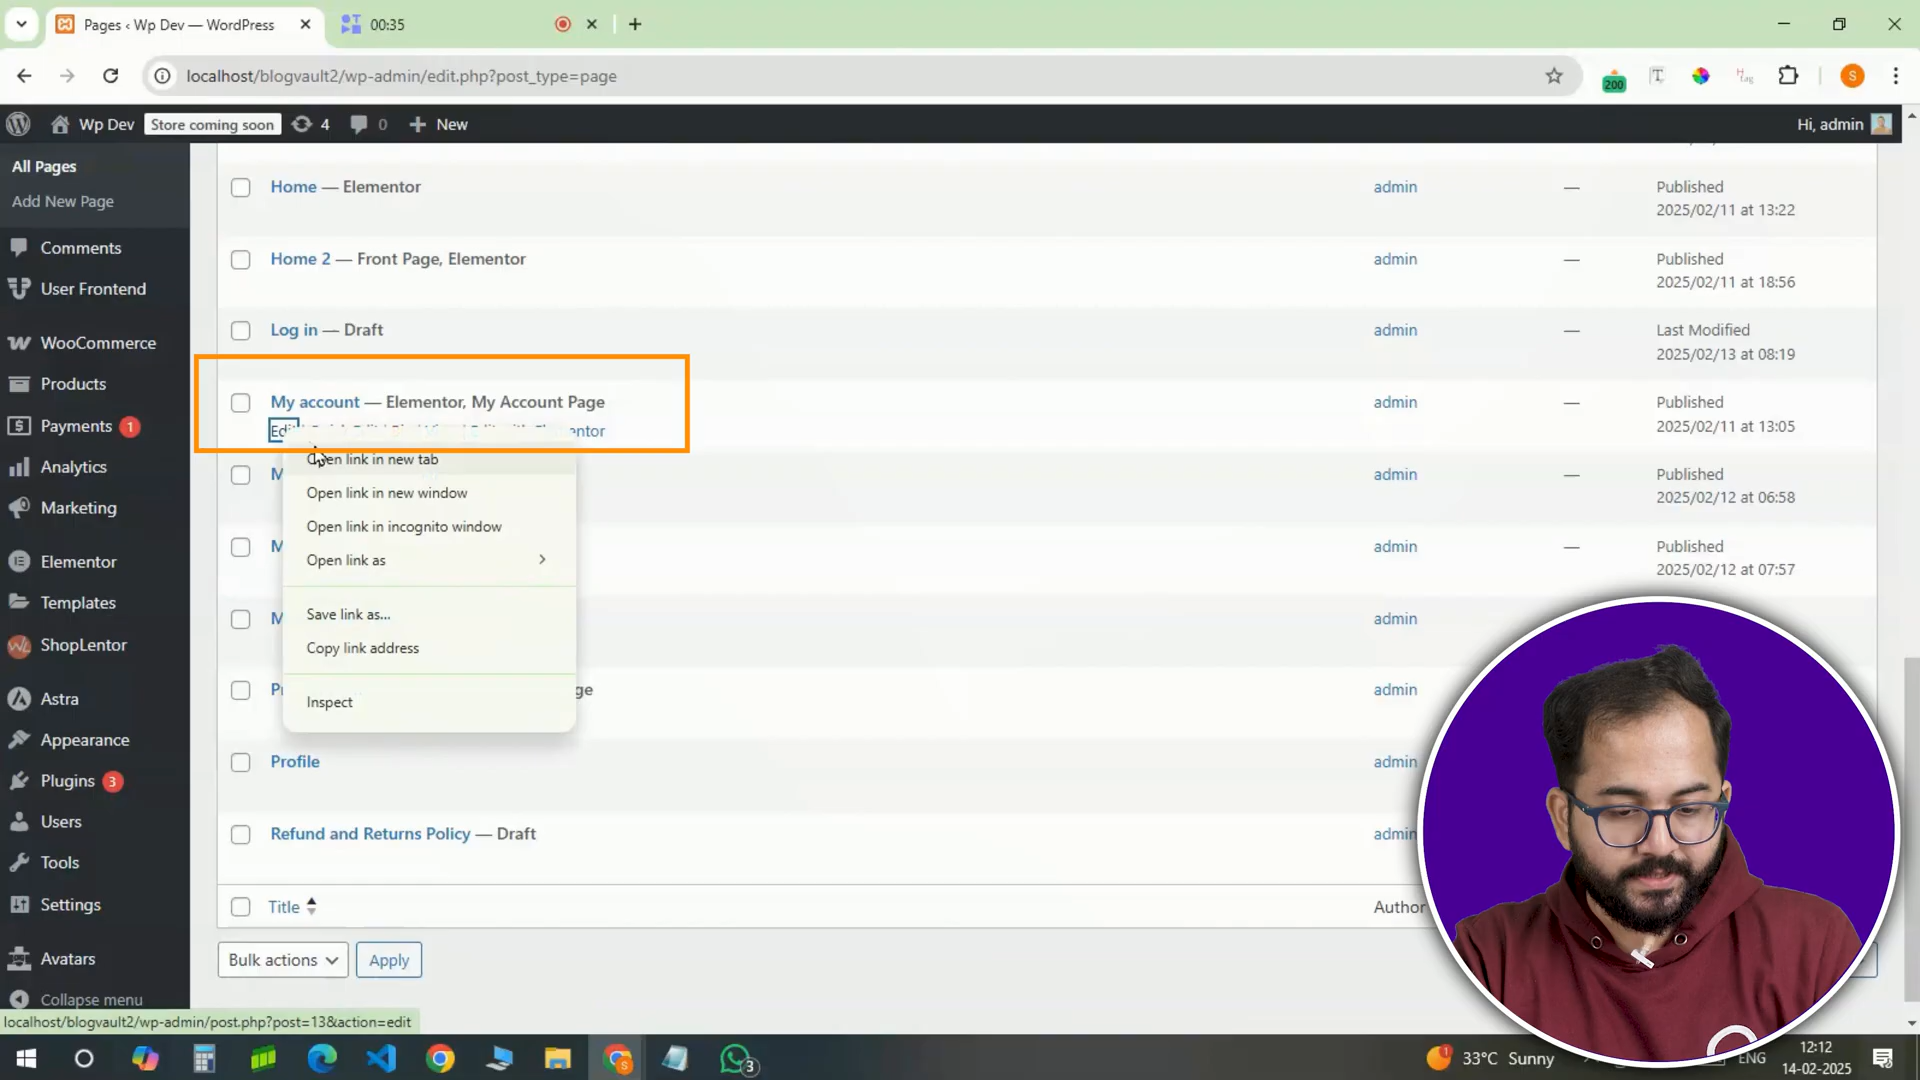 Pages ‹ Wp Dev — WordPress
00:35
localhost/blogvault2/wp-admin/edit.php?post_type=page
200
T
H tag
S
Wp Dev
Store coming soon
4
0
New
Hi, admin
All Pages
Add New Page
Comments
User Frontend
WooCommerce
Products
Payments 1
Analytics
Marketing
Elementor
Templates
ShopLentor
Astra
Appearance
Plugins 3
Users
Tools
Settings
Avatars
Collapse menu
Home — Elementor
admin
—
Published
2025/02/11 at 13:22
Home 2 — Front Page, Elementor
admin
—
Published
2025/02/11 at 18:56
Log in — Draft
admin
—
Last Modified
2025/02/13 at 08:19
My account — Elementor, My Account Page
admin
—
Published
2025/02/11 at 13:05
Edit
Open link in new tab
Open link in new window
Open link in incognito window
Open link as
Save link as...
Copy link address
Inspect
admin
—
Published
2025/02/12 at 06:58
admin
—
Published
2025/02/12 at 07:57
admin
admin
Profile
admin
Refund and Returns Policy — Draft
admin
Title
Author
Bulk actions
Apply
localhost/blogvault2/wp-admin/post.php?post=13&action=edit
3
33°C Sunny
ENG
12:12
14-02-2025